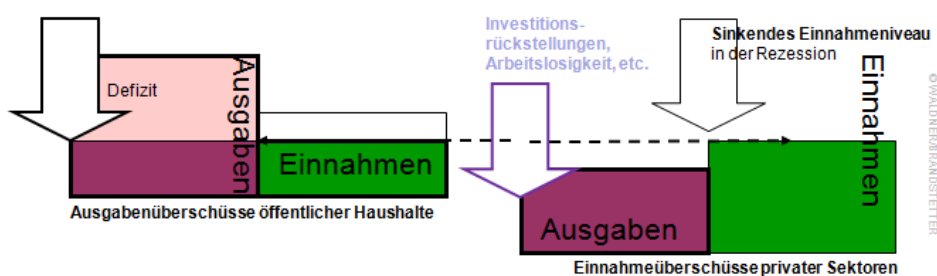 Defizit
Ausgaben
Einnahmen
Ausgabenüberschüsse öffentlicher Haushalte
Investitions-
rückstellungen,
Arbeitslosigkeit, etc.
Sinkendes Einnahmeniveau
in der Rezession
Ausgaben
Einnahmen
Einnahmeüberschüsse privater Sektoren
©WALDNER/BRANDSTETTER